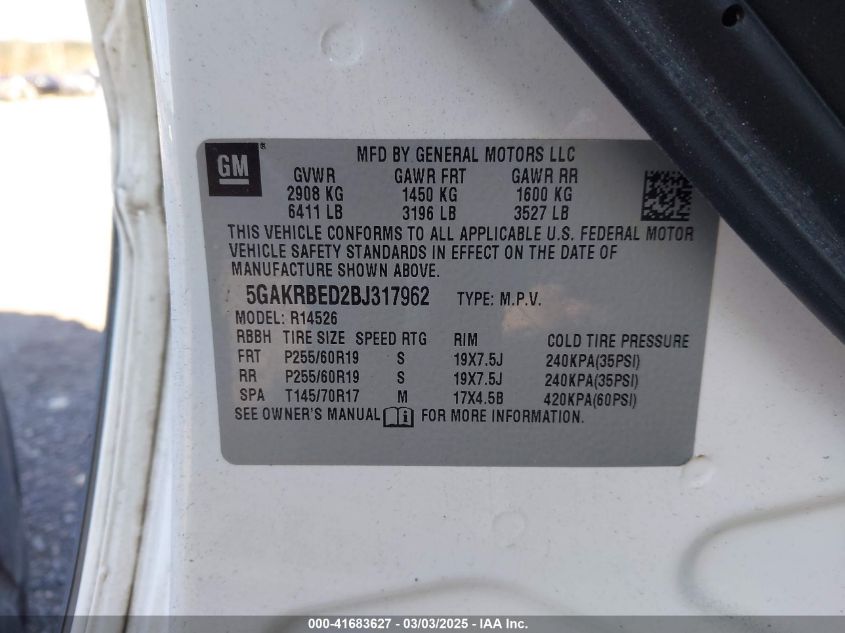 GM ® MFD BY GENERAL MOTORS LLC
GVWR GAWR FRT GAWR RR
2908 KG 1450 KG 1600 KG
6411 LB 3196 LB 3527 LB
THIS VEHICLE CONFORMS TO ALL APPLICABLE U.S. FEDERAL MOTOR
VEHICLE SAFETY STANDARDS IN EFFECT ON THE DATE OF
MANUFACTURE SHOWN ABOVE.
5GAKRBED2BJ317962 TYPE: M.P.V.
MODEL: R14526
RBBH TIRE SIZE SPEED RTG RIM COLD TIRE PRESSURE
FRT P255/60R19 S 19X7.5J 240KPA(35PSI)
RR P255/60R19 S 19X7.5J 240KPA(35PSI)
SPA T145/70R17 M 17X4.5B 420KPA(60PSI)
SEE OWNER'S MANUAL FOR MORE INFORMATION.
000-41683627 - 03/03/2025 - IAA Inc.